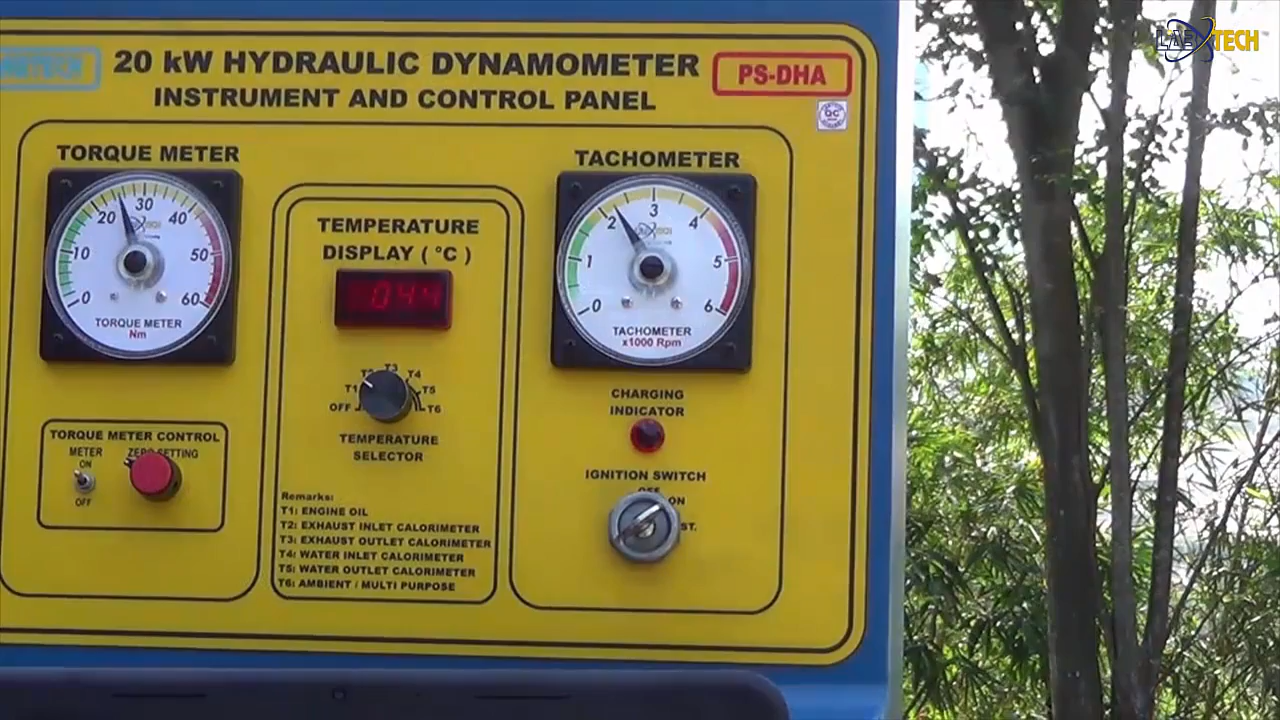 LABTECH
20 kW HYDRAULIC DYNAMOMETER
PS-DHA
INSTRUMENT AND CONTROL PANEL
QC
TORQUE METER
0 10 20 30 40 50 60
TORQUE METER
Nm
TEMPERATURE
DISPLAY ( °C )
044
OFF T1 T2 T3 T4 T5 T6
TEMPERATURE
SELECTOR
Remarks:
T1: ENGINE OIL
T2: EXHAUST INLET CALORIMETER
T3: EXHAUST OUTLET CALORIMETER
T4: WATER INLET CALORIMETER
T5: WATER OUTLET CALORIMETER
T6: AMBIENT / MULTI PURPOSE
TACHOMETER
0 1 2 3 4 5 6
TACHOMETER
x1000 Rpm
CHARGING
INDICATOR
IGNITION SWITCH
OFF
ON
ST.
TORQUE METER CONTROL
METER
ON
OFF
ZERO SETTING